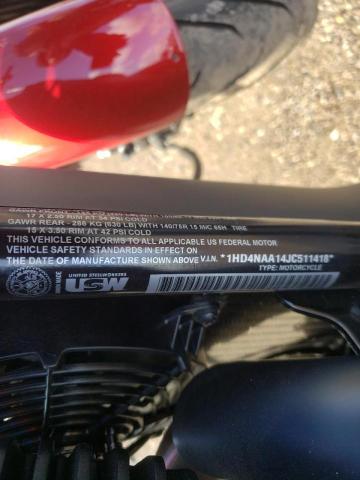 17 X 2.50 RIM AT 34 PSI COLD
GAWR REAR - 286 KG (630 LB) WITH 140/75R 15 M/C 65H TIRE
15 X 3.50 RIM AT 42 PSI COLD
THIS VEHICLE CONFORMS TO ALL APPLICABLE US FEDERAL MOTOR
VEHICLE SAFETY STANDARDS IN EFFECT ON
THE DATE OF MANUFACTURE SHOWN ABOVE V.I.N. *1HD4NAA14JC511418*
TYPE: MOTORCYCLE
UNITED STEELWORKERS
USW